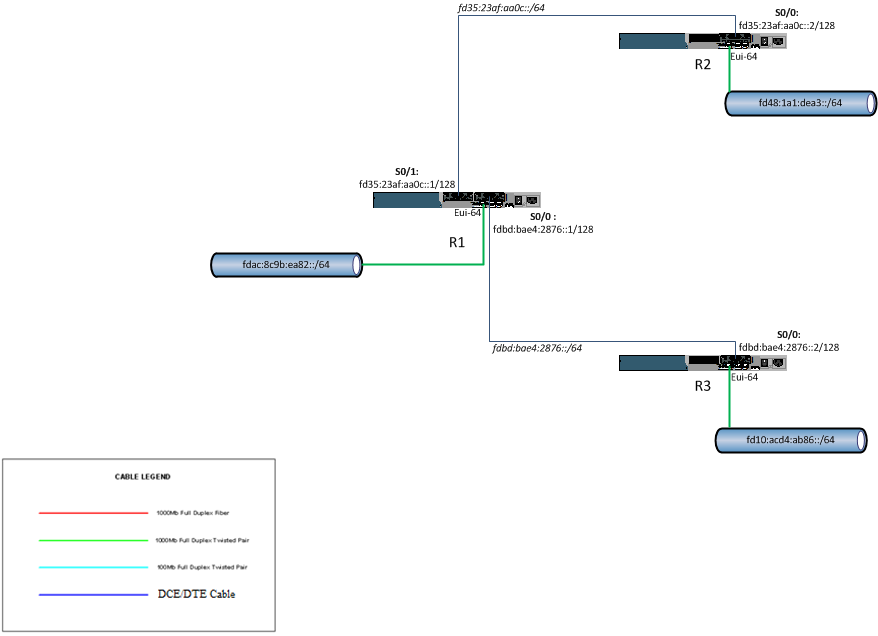 fd35:23af:aa0c::/64
S0/0:
fd35:23af:aa0c::2/128
Eui-64
R2
fd48:1a1:dea3::/64
S0/1:
fd35:23af:aa0c::1/128
Eui-64
S0/0 :
fdbd:bae4:2876::1/128
R1
fdac:8c9b:ea82::/64
fdbd:bae4:2876::/64
S0/0:
fdbd:bae4:2876::2/128
Eui-64
R3
fd10:acd4:ab86::/64
CABLE LEGEND
1000Mb Full Duplex Fiber
1000Mb Full Duplex Twisted Pair
100Mb Full Duplex Twisted Pair
DCE/DTE Cable